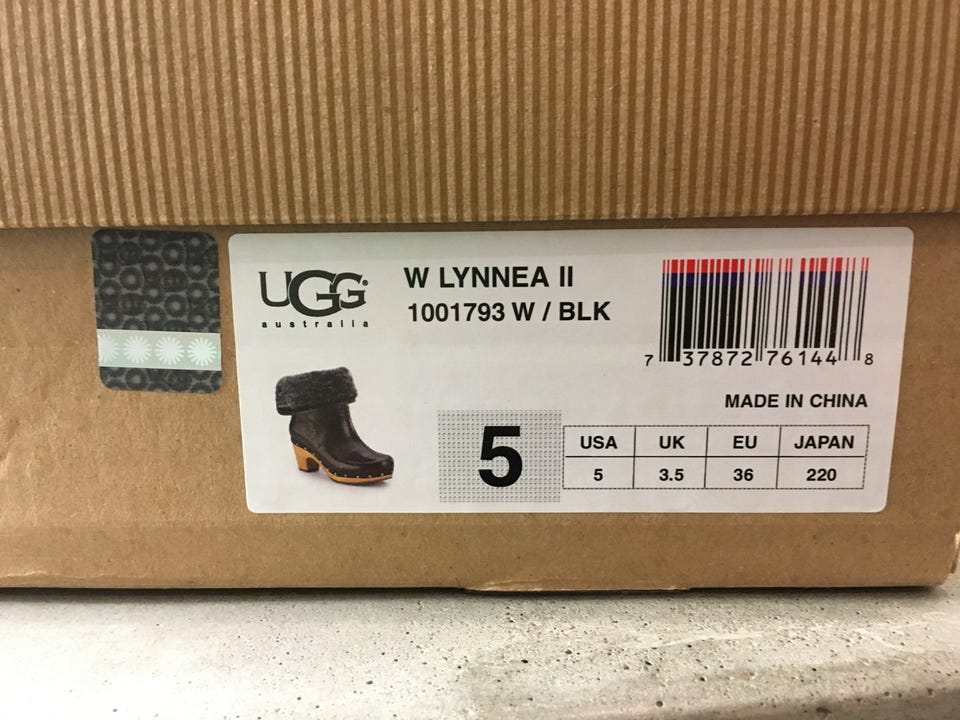 UGG®
australia
W LYNNEA II
1001793 W / BLK
7 37872 76144 8
MADE IN CHINA
5
USA UK EU JAPAN
5 3.5 36 220